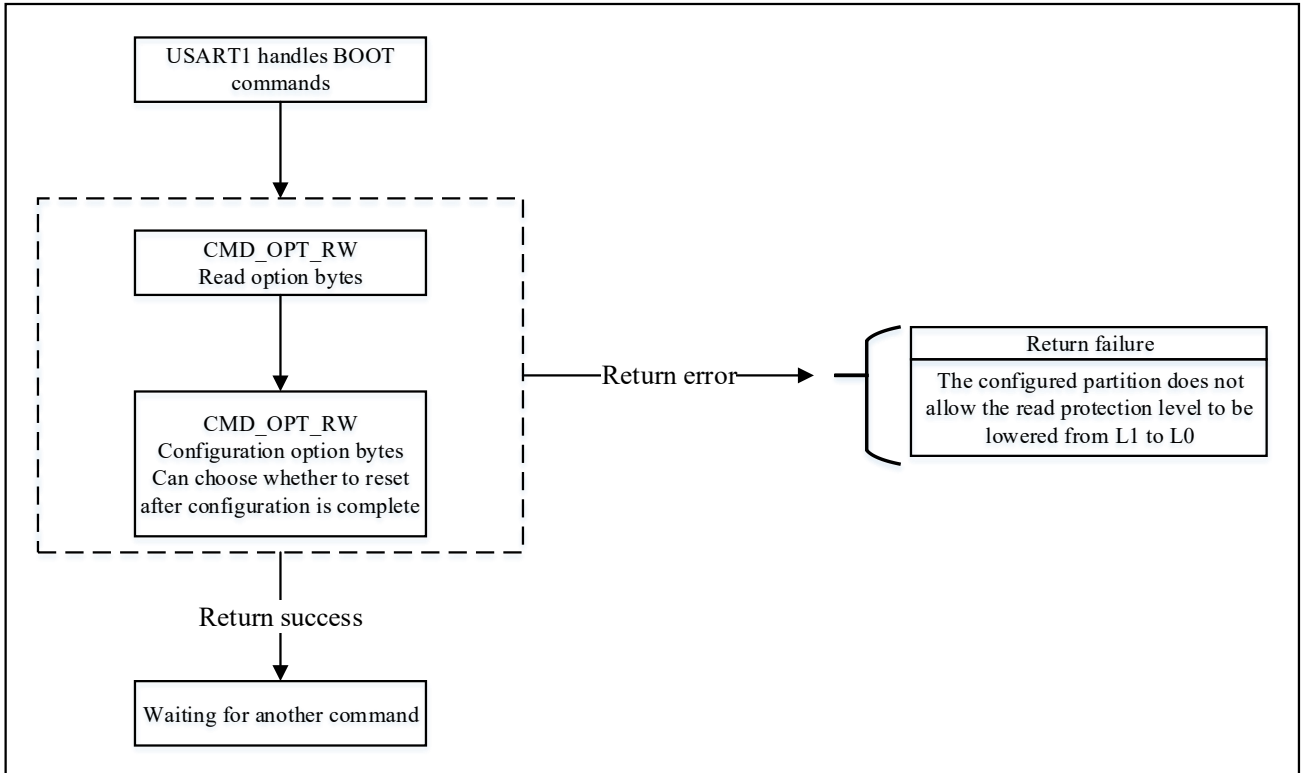 USART1 handles BOOT
commands
CMD_OPT_RW
Read option bytes
CMD_OPT_RW
Configuration option bytes
Can choose whether to reset
after configuration is complete
Return error
Return failure
The configured partition does not
allow the read protection level to be
lowered from L1 to L0
Return success
Waiting for another command